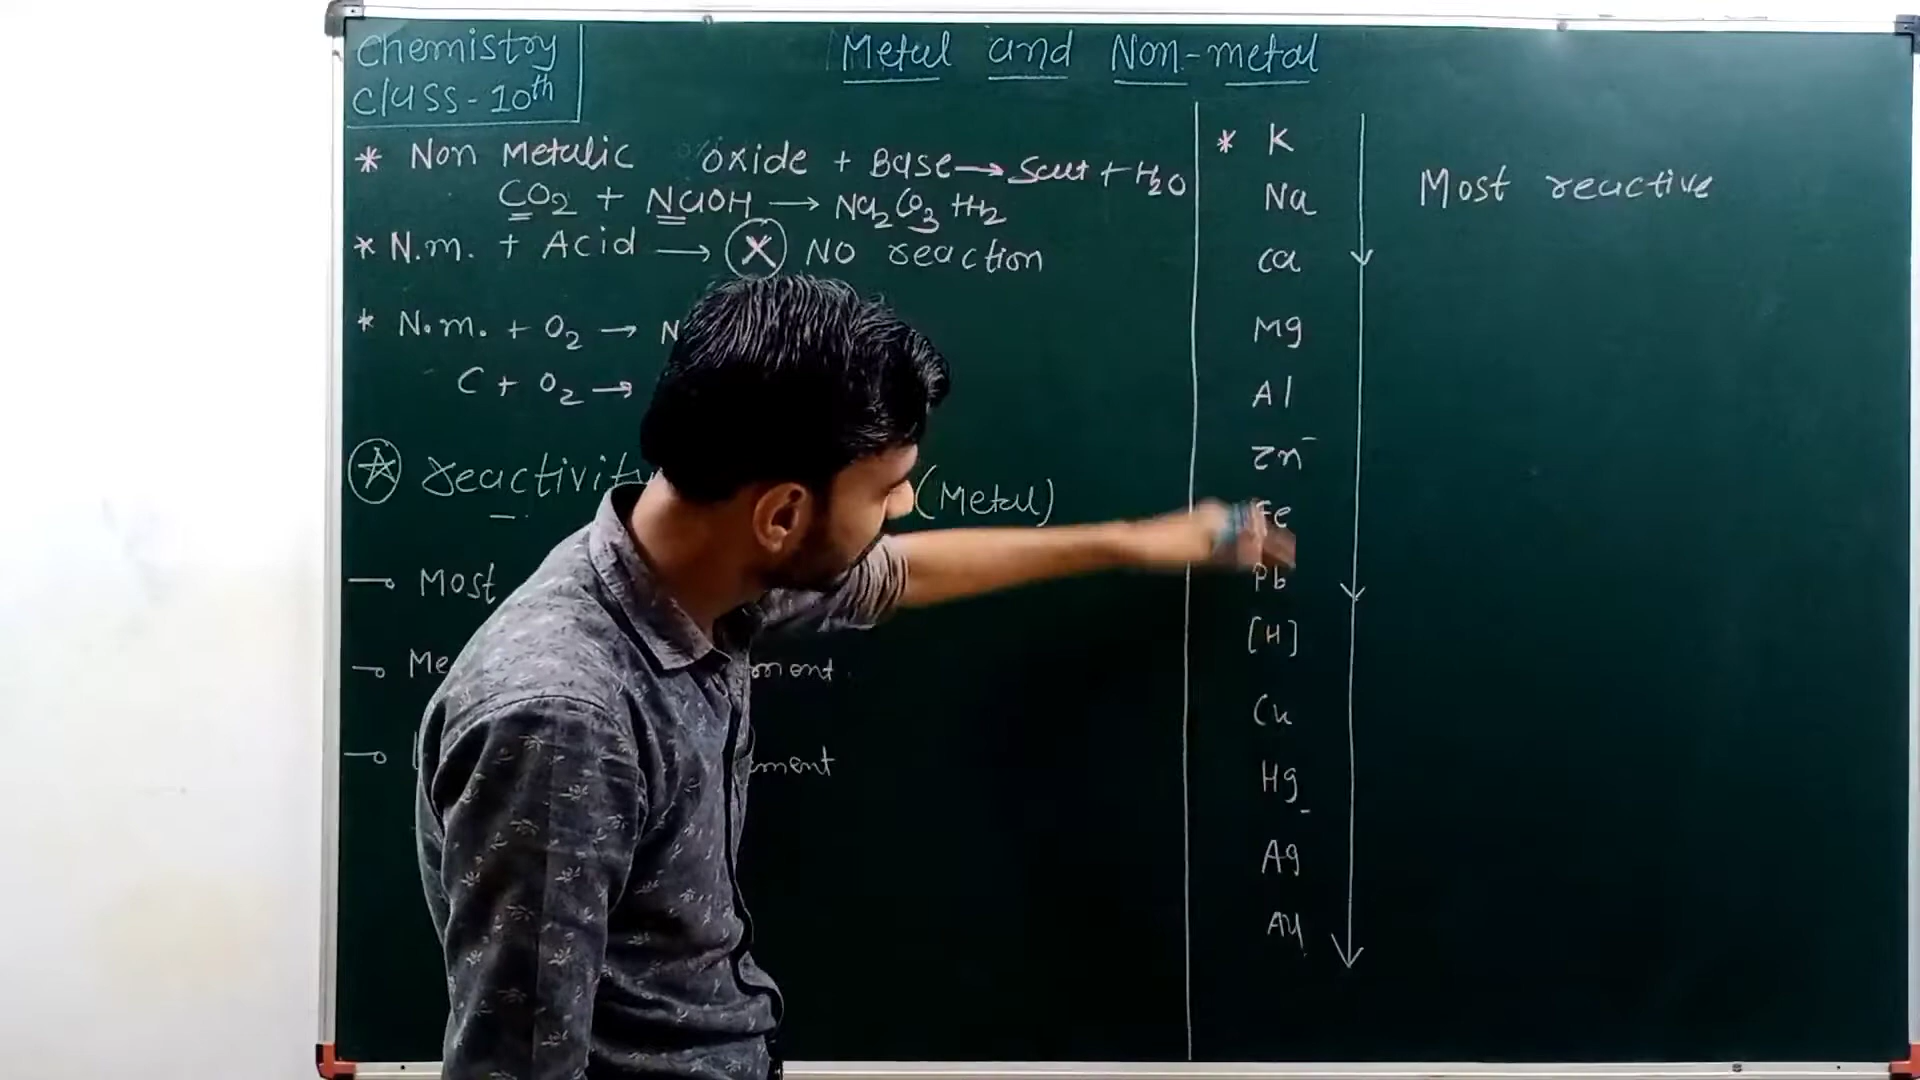 Chemistry
Class - 10th
Metal and Non-metal
* Non Metalic oxide + Base → Salt + H2O
CO2 + NaOH → Na2CO3 + H2
* N.m. + Acid → X NO reaction
* N.m. + O2 → N
C + O2 →
reactivity (Metal)
Most
Me ment
ement
* K
Na
Ca
Mg
Al
Zn
Fe
Pb
[H]
Cu
Hg
Ag
Au
Most reactive